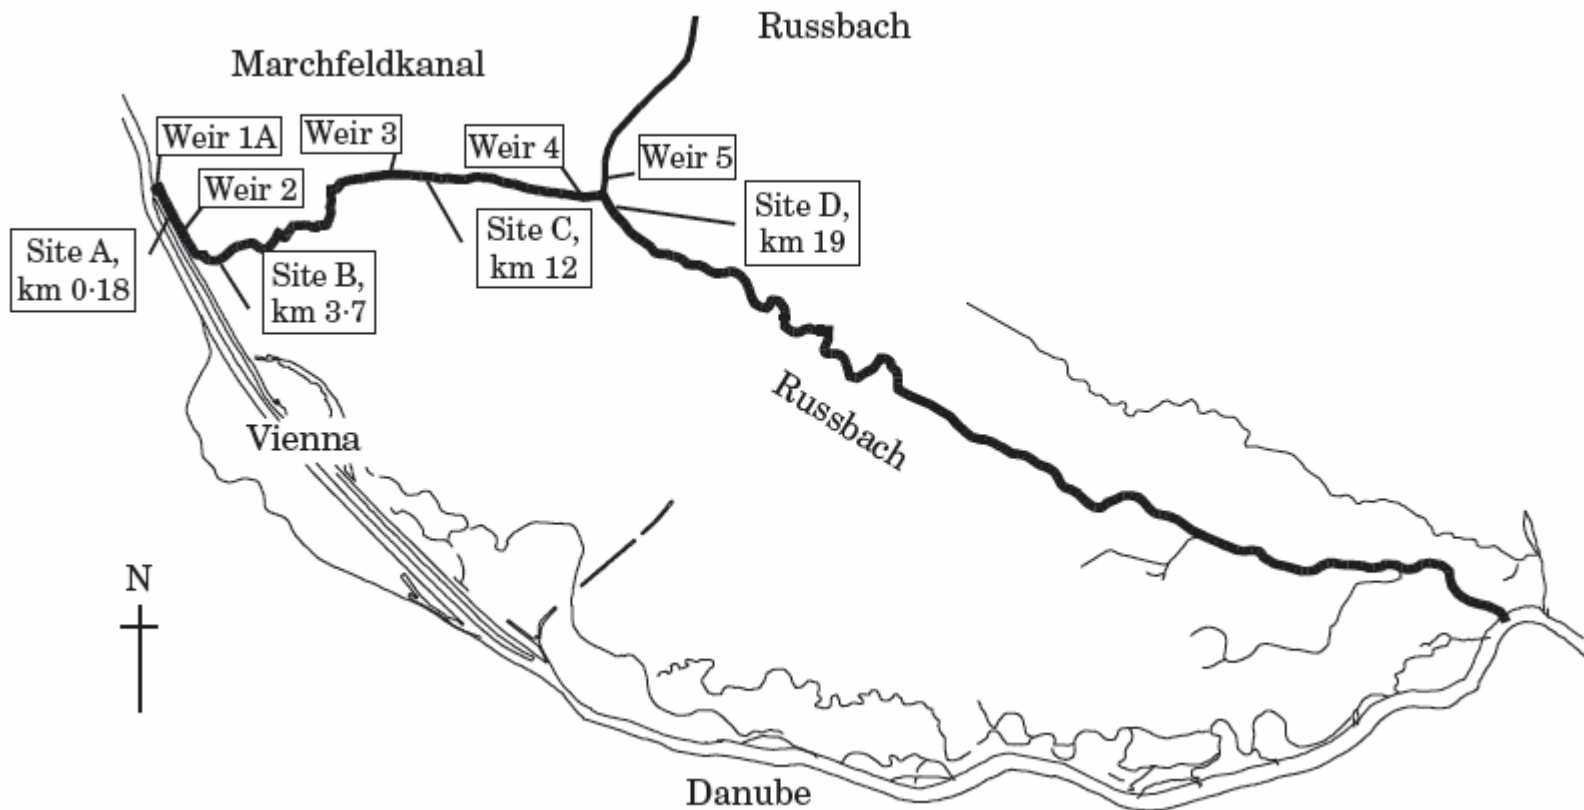 Russbach
Marchfeldkanal
Weir 1A
Weir 3
Weir 4
Weir 5
Weir 2
Site A,
km 0·18
Site B,
km 3·7
Site C,
km 12
Site D,
km 19
Russbach
Vienna
N
Danube